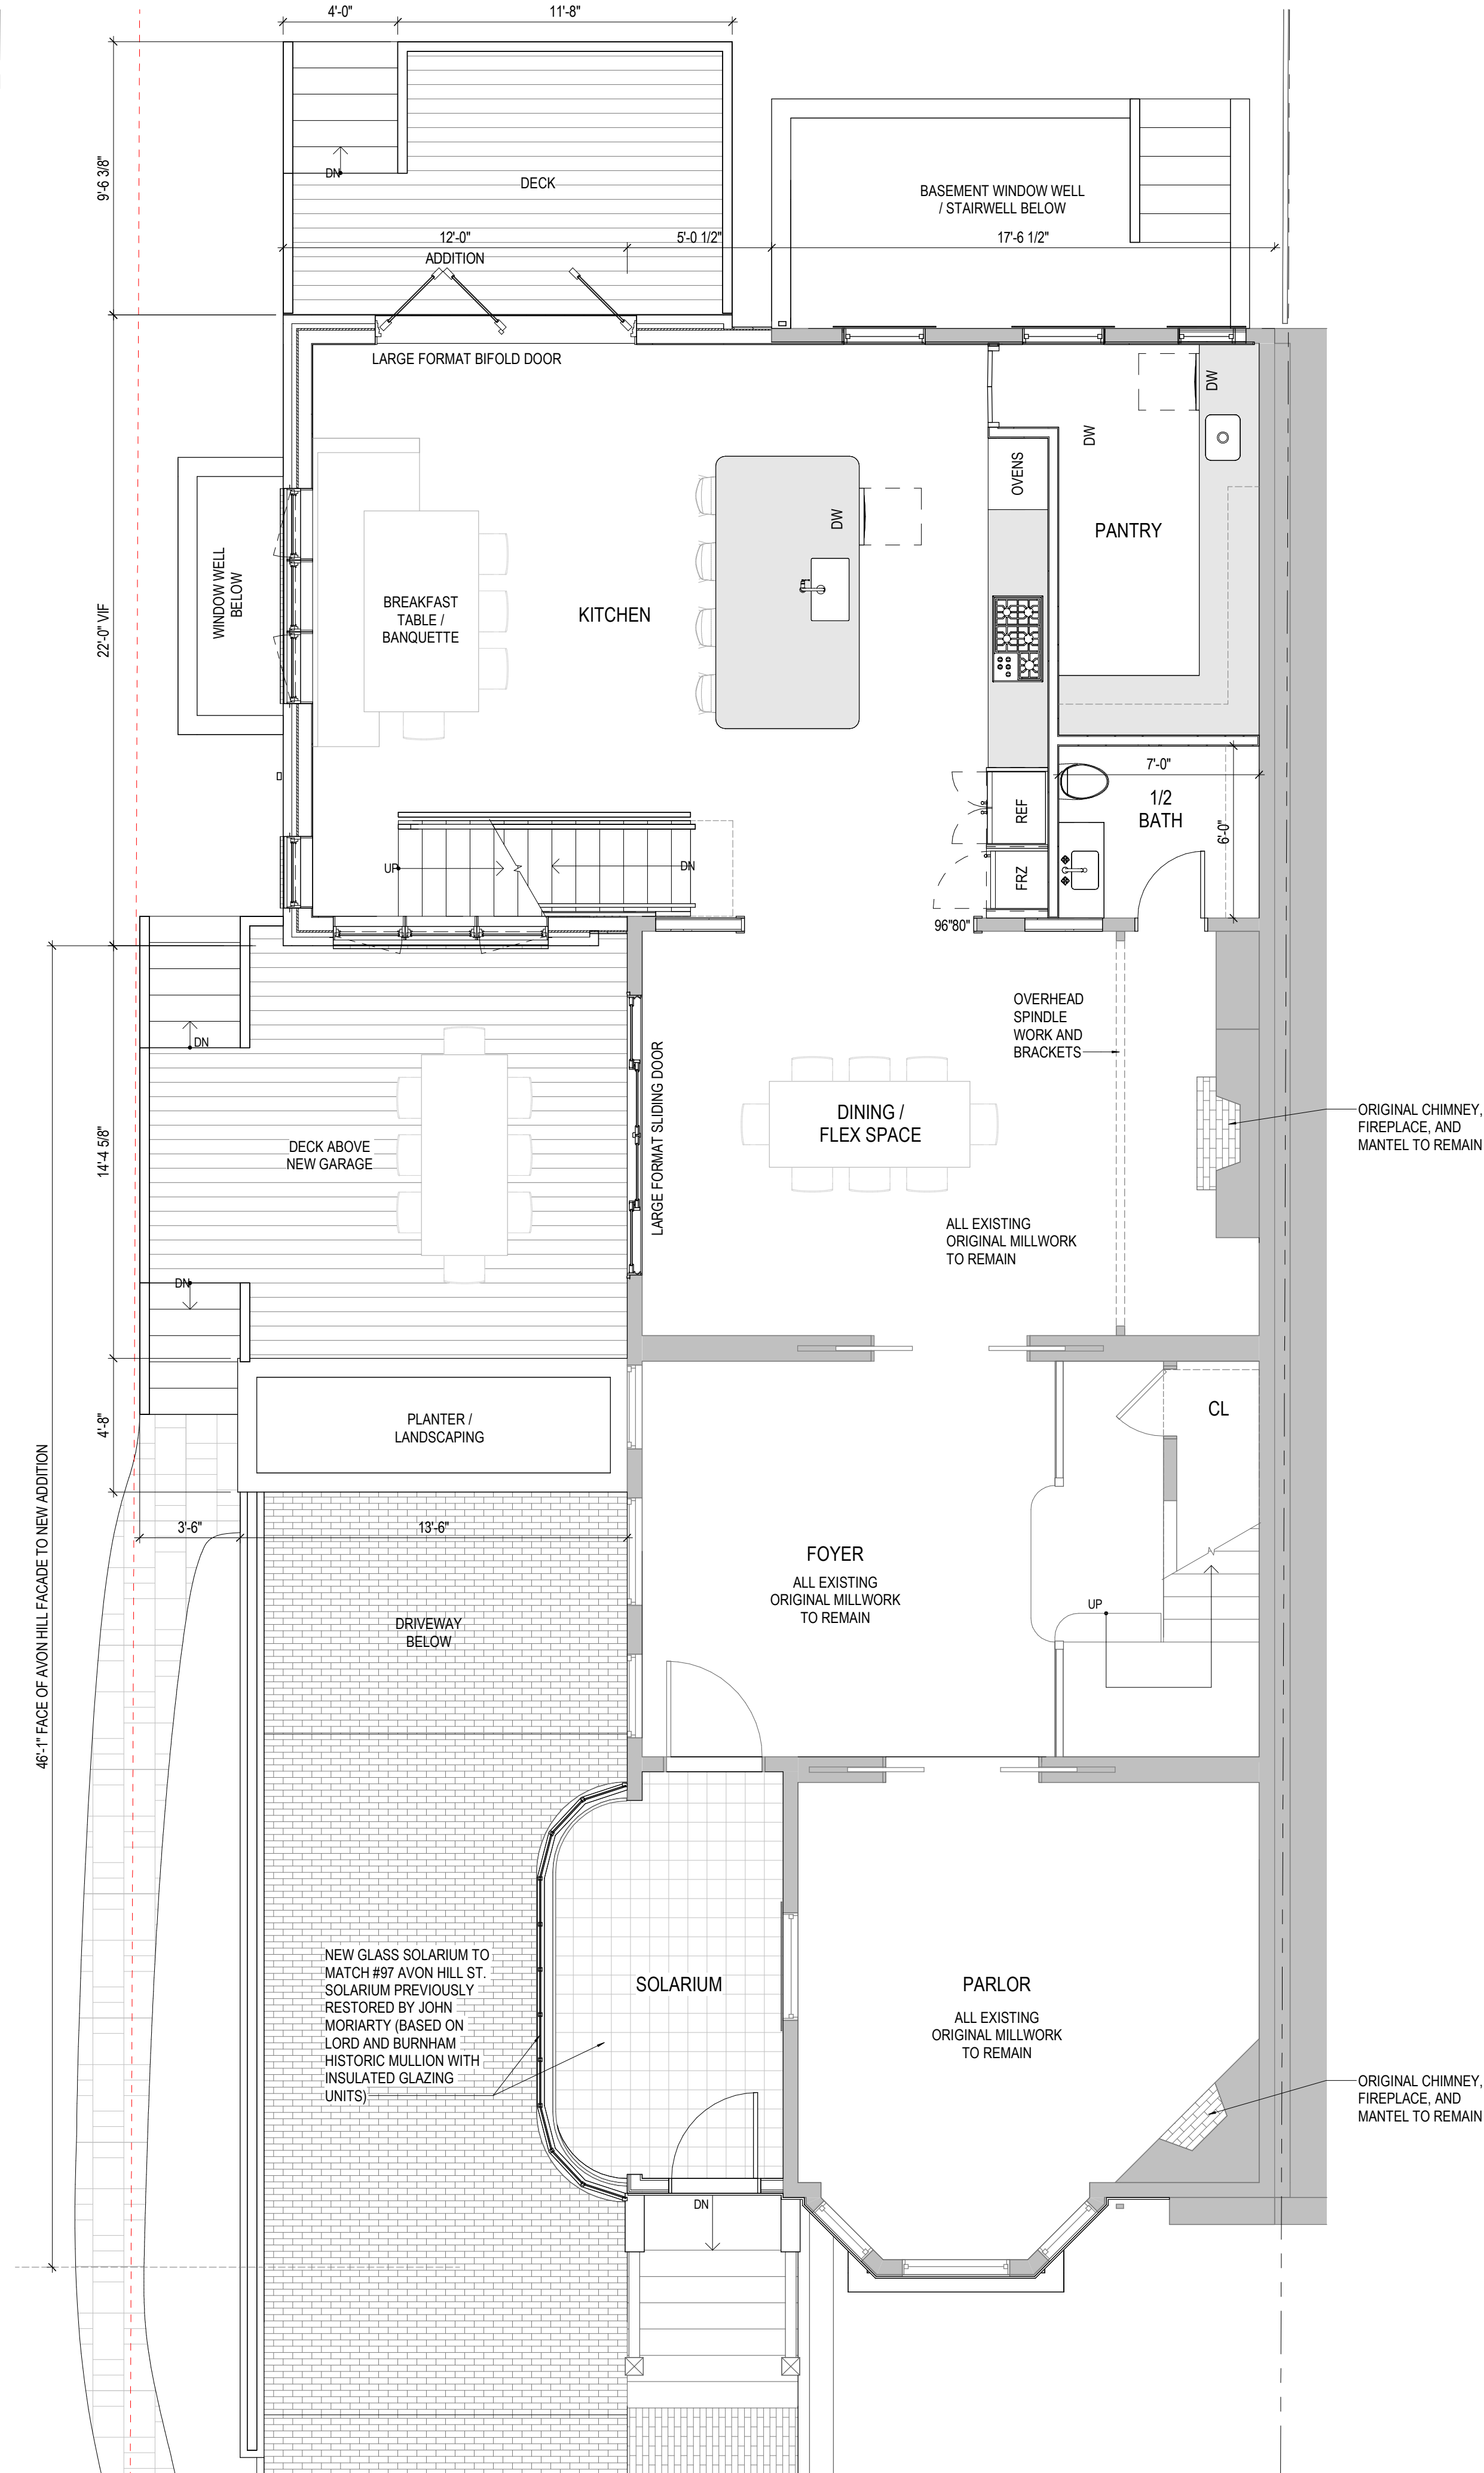 4'-0"
11'-8"
9'-6 3/8"
DN
DECK
BASEMENT WINDOW WELL
/ STAIRWELL BELOW
12'-0"
5'-0 1/2"
17'-6 1/2"
ADDITION
LARGE FORMAT BIFOLD DOOR
DW
DW
OVENS
PANTRY
DW
WINDOW WELL
BELOW
22'-0" VIF
BREAKFAST
TABLE /
BANQUETTE
KITCHEN
7'-0"
1/2
BATH
6'-0"
REF
FRZ
UP
DN
96"80"
OVERHEAD
SPINDLE
WORK AND
BRACKETS
DN
LARGE FORMAT SLIDING DOOR
DINING /
FLEX SPACE
ORIGINAL CHIMNEY,
FIREPLACE, AND
MANTEL TO REMAIN
14'-4 5/8"
DECK ABOVE
NEW GARAGE
ALL EXISTING
ORIGINAL MILLWORK
TO REMAIN
DN
4'-8"
PLANTER /
LANDSCAPING
CL
46'-1" FACE OF AVON HILL FACADE TO NEW ADDITION
3'-6"
13'-6"
FOYER
ALL EXISTING
ORIGINAL MILLWORK
TO REMAIN
UP
DRIVEWAY
BELOW
NEW GLASS SOLARIUM TO
MATCH #97 AVON HILL ST.
SOLARIUM PREVIOUSLY
RESTORED BY JOHN
MORIARTY (BASED ON
LORD AND BURNHAM
HISTORIC MULLION WITH
INSULATED GLAZING
UNITS)
SOLARIUM
PARLOR
ALL EXISTING
ORIGINAL MILLWORK
TO REMAIN
ORIGINAL CHIMNEY,
FIREPLACE, AND
MANTEL TO REMAIN
DN